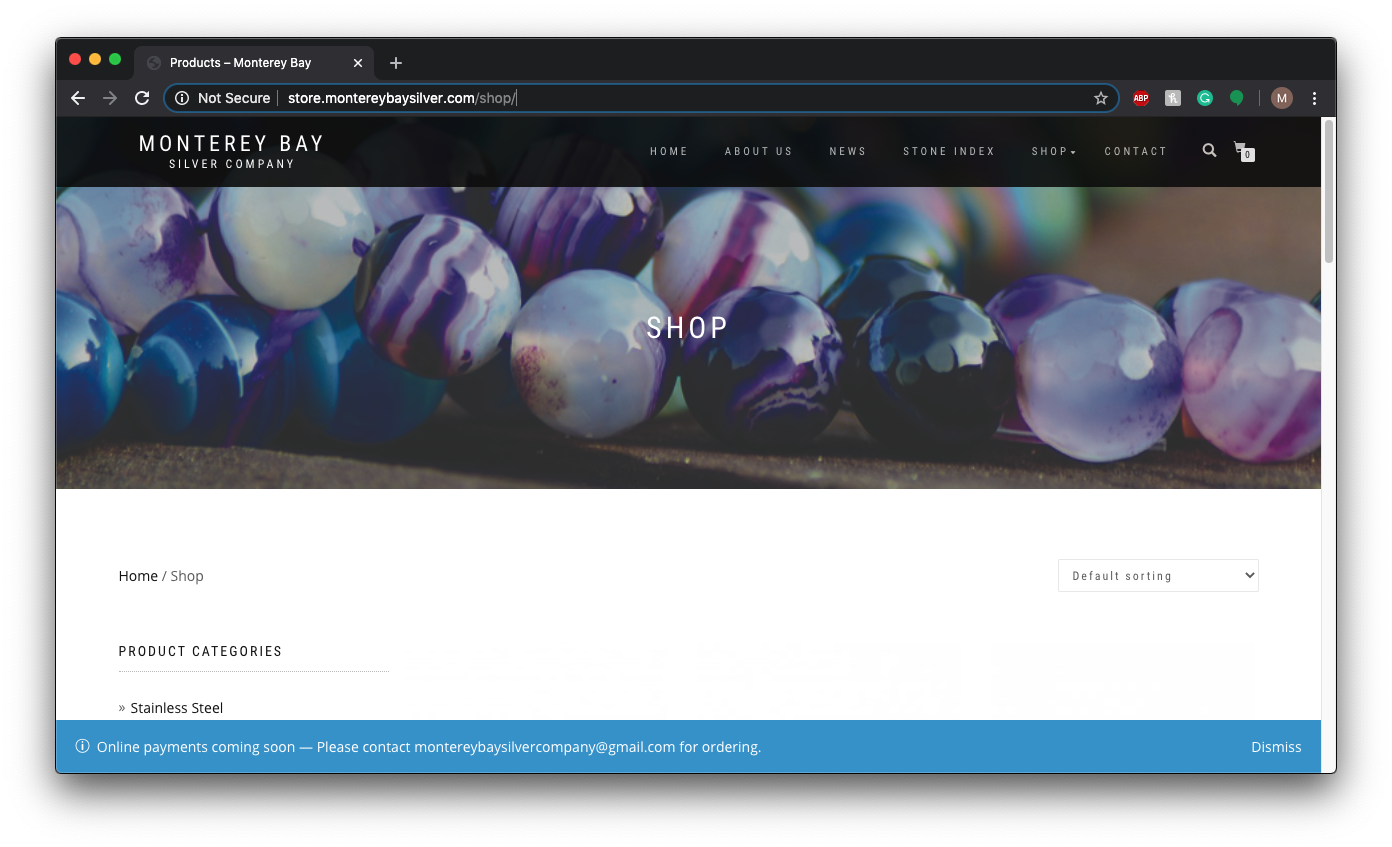 Products – Monterey Bay
Not Secure
store.montereybaysilver.com/shop/
ABP
M
MONTEREY BAY
SILVER COMPANY
HOME
ABOUT US
NEWS
STONE INDEX
SHOP
CONTACT
0
SHOP
Home / Shop
Default sorting
PRODUCT CATEGORIES
» Stainless Steel
Online payments coming soon — Please contact montereybaysilvercompany@gmail.com for ordering.
Dismiss